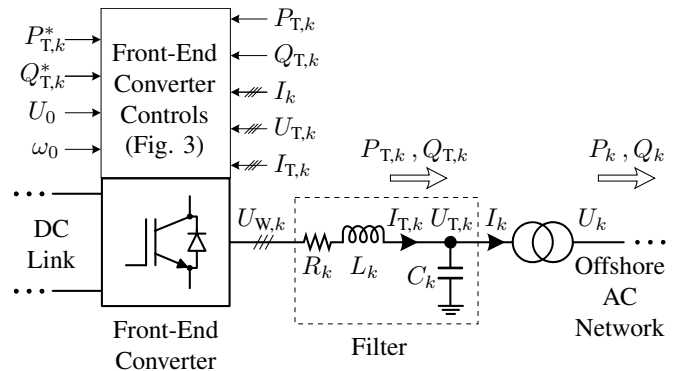 P*T,k
Q*T,k
U0
ω0
Front-End
Converter
Controls
(Fig. 3)
PT,k
QT,k
Ik
UT,k
IT,k
DC
Link
Front-End
Converter
UW,k
Rk
Lk
IT,k
UT,k
Ck
Filter
PT,k , QT,k
Ik
Pk , Qk
Uk
Offshore
AC
Network